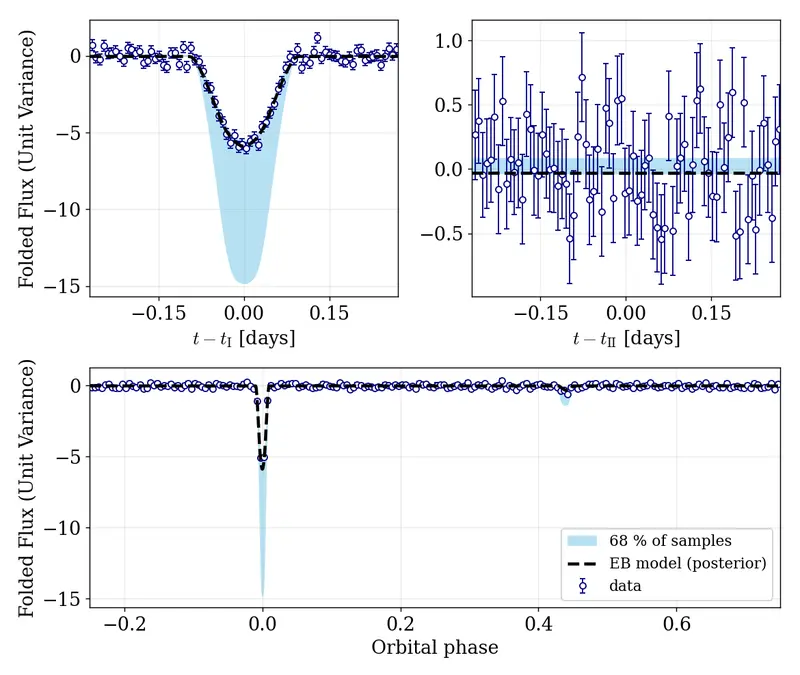 Folded Flux (Unit Variance)
0
−5
−10
−15
−0.15
0.00
0.15
t − tI [days]
1.0
0.5
0.0
−0.5
−0.15
0.00
0.15
t − tII [days]
Folded Flux (Unit Variance)
0
−5
−10
−15
−0.2
0.0
0.2
0.4
0.6
Orbital phase
68 % of samples
EB model (posterior)
data